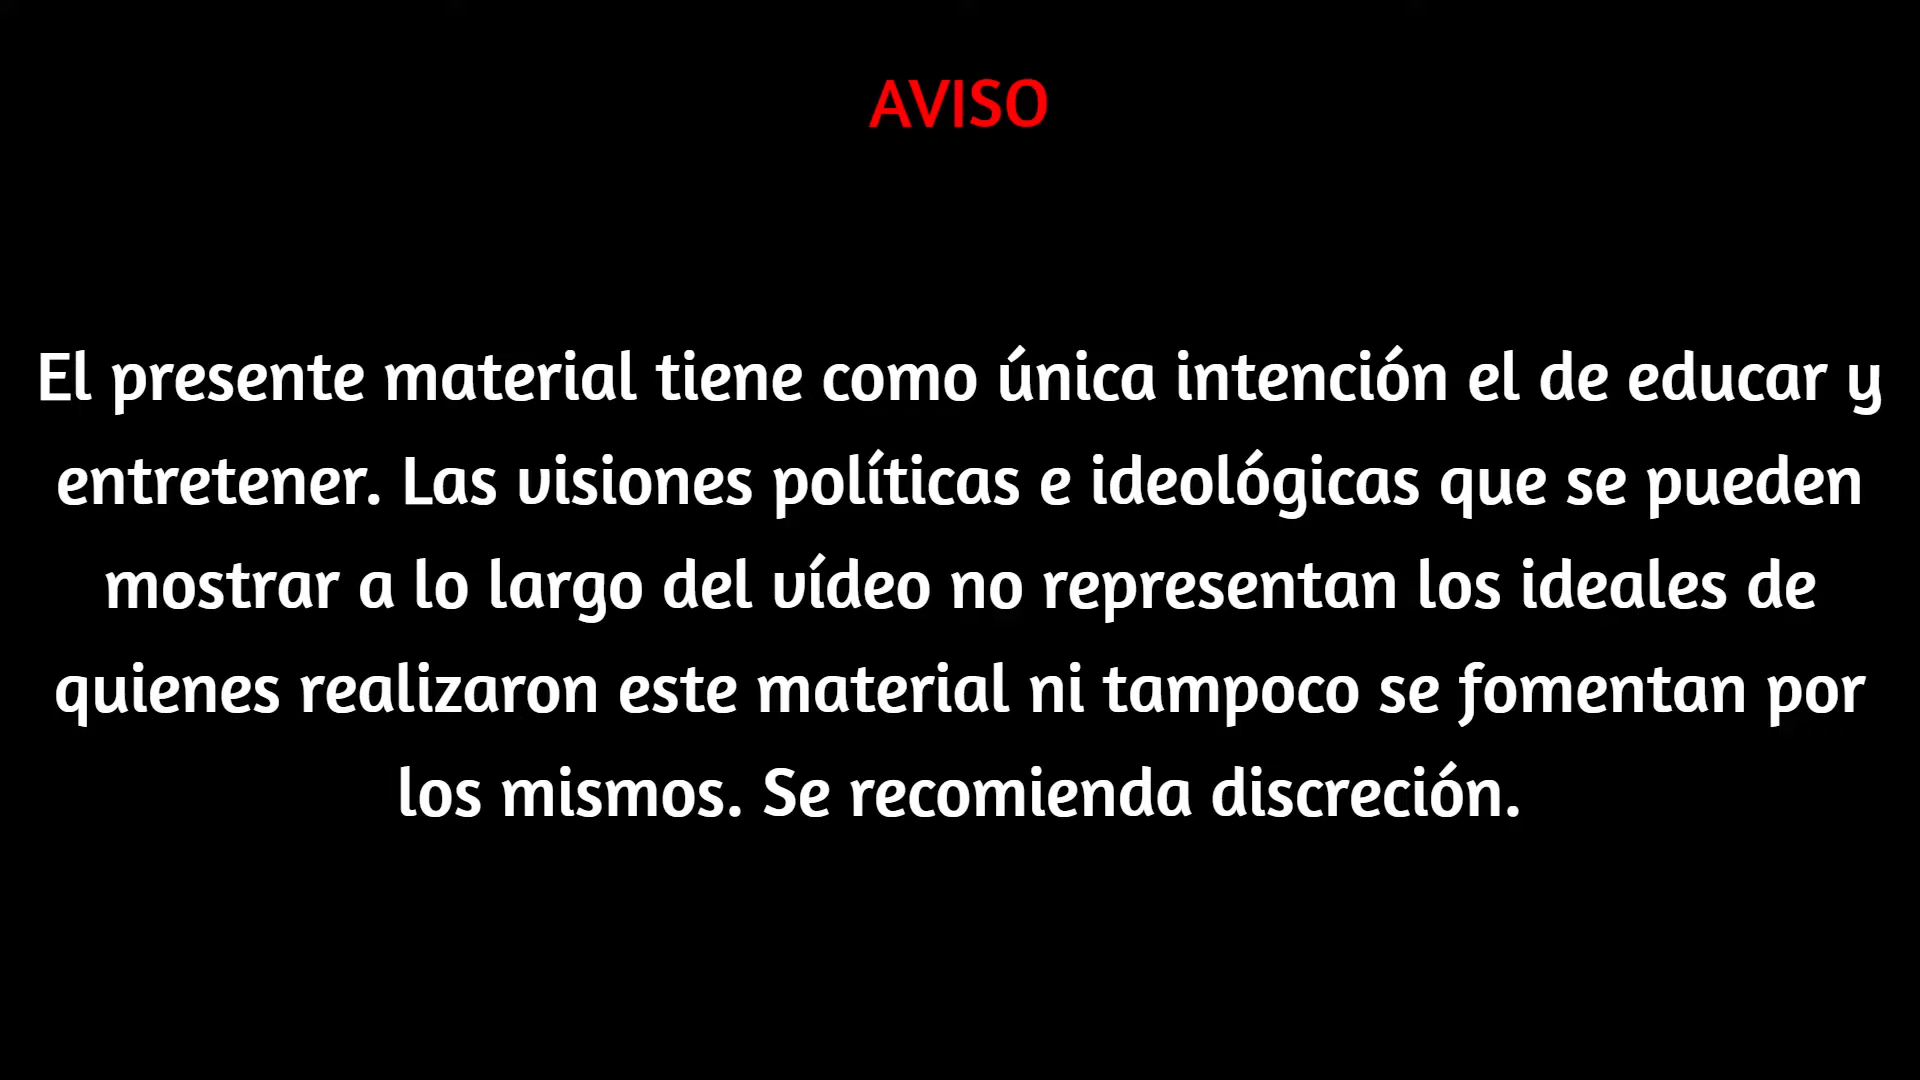 AVISO
El presente material tiene como única intención el de educar y
entretener. Las visiones políticas e ideológicas que se pueden
mostrar a lo largo del vídeo no representan los ideales de
quienes realizaron este material ni tampoco se fomentan por
los mismos. Se recomienda discreción.